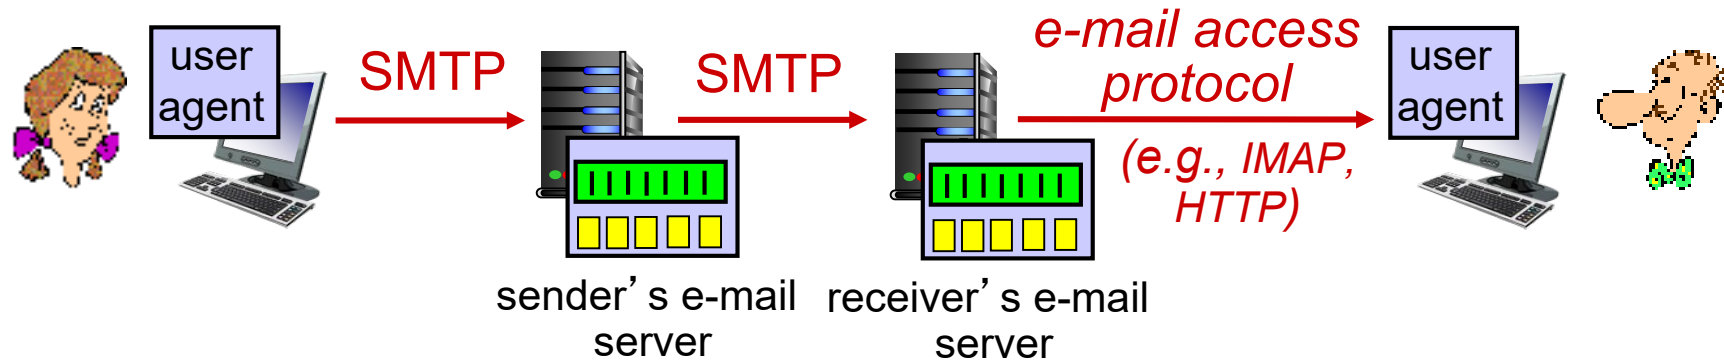 user
agent
SMTP
SMTP
e-mail access
protocol
(e.g., IMAP,
HTTP)
user
agent
sender’ s e-mail
server
receiver’ s e-mail
server